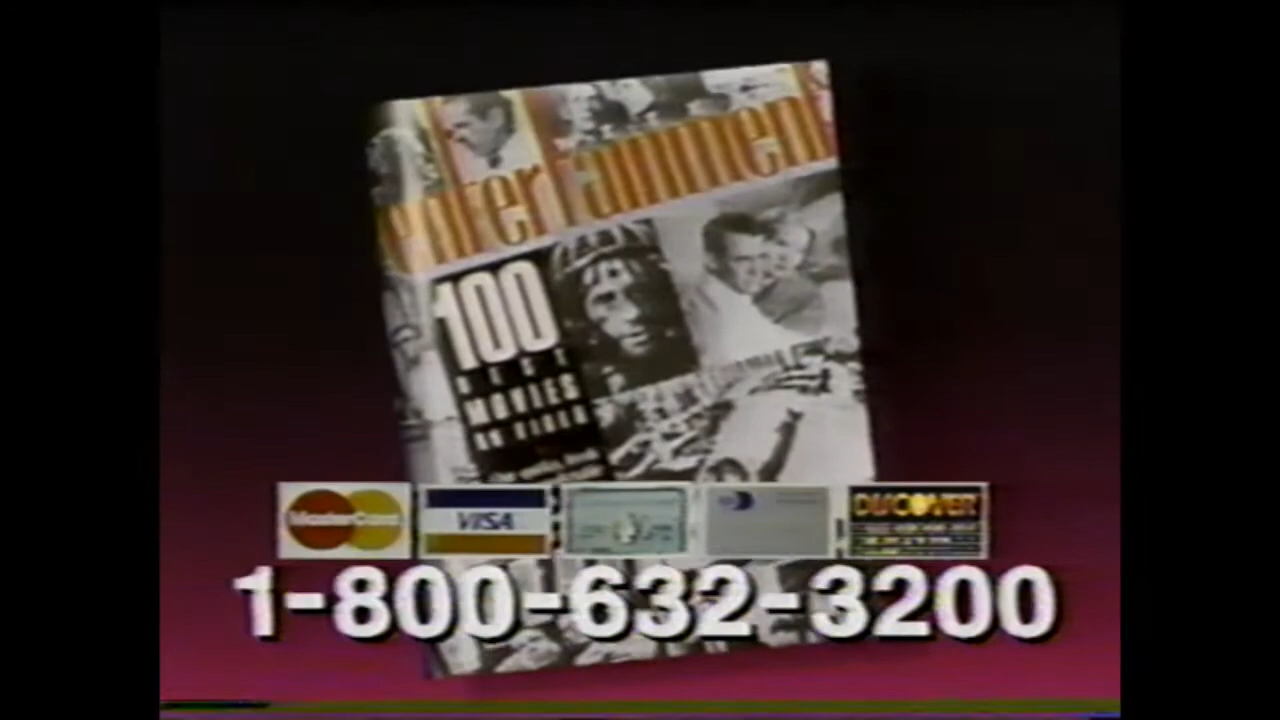 entertainment
100
BEST
MOVIES
ON VIDEO
MasterCard
VISA
DISCOVER
1-800-632-3200